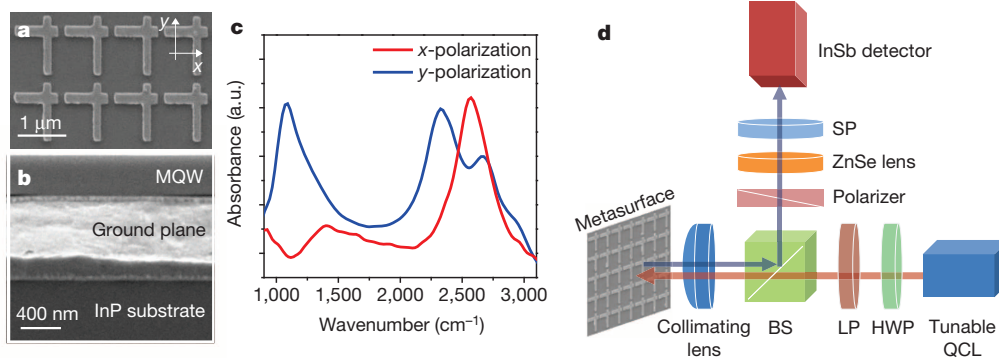 a
y
x
1 μm
b
MQW
Ground plane
InP substrate
400 nm
c
x-polarization
y-polarization
Absorbance (a.u.)
1,000 1,500 2,000 2,500 3,000
Wavenumber (cm⁻¹)
d
InSb detector
SP
ZnSe lens
Polarizer
Metasurface
Collimating
lens
BS
LP
HWP
Tunable
QCL